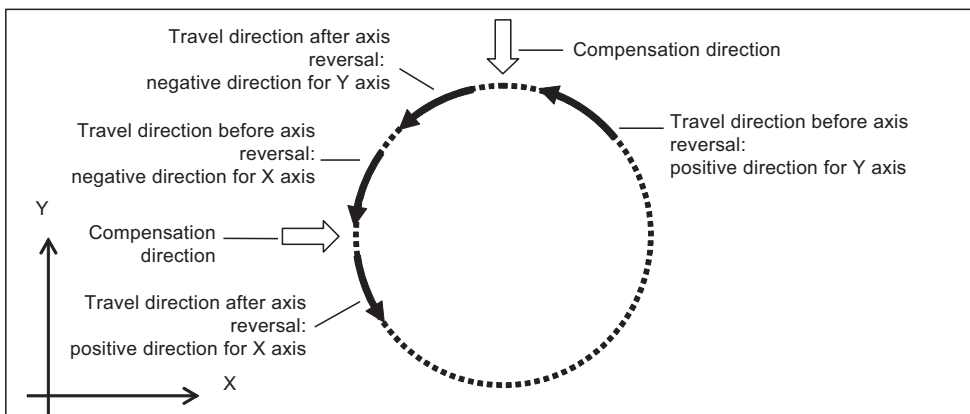 Travel direction after axis
reversal:
negative direction for Y axis
Compensation direction
Travel direction before axis
reversal:
positive direction for Y axis
Travel direction before axis
reversal:
negative direction for X axis
Y
Compensation
direction
Travel direction after axis
reversal:
positive direction for X axis
X